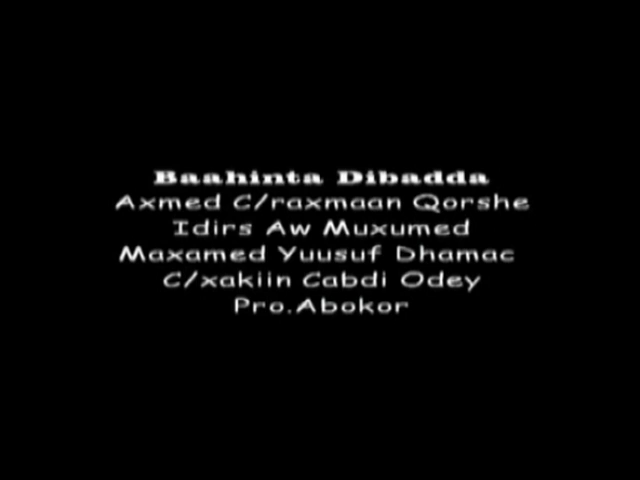 Baahinta Dibadda
Axmed C/raxmaan Qorshe
Idirs Aw Muxumed
Maxamed Yuusuf Dhamac
C/xakiin Cabdi Odey
Pro.Abokor